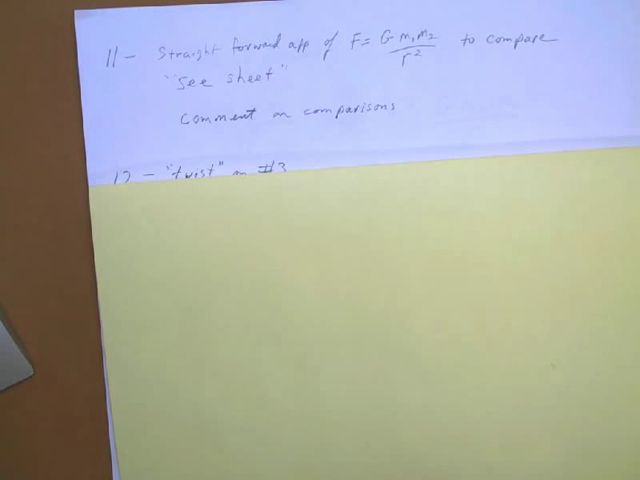 11 - Straight forward app of F = G m₁m₂ / r² to compare
"See sheet"
Comment on comparisons
12 - "twist" on #3